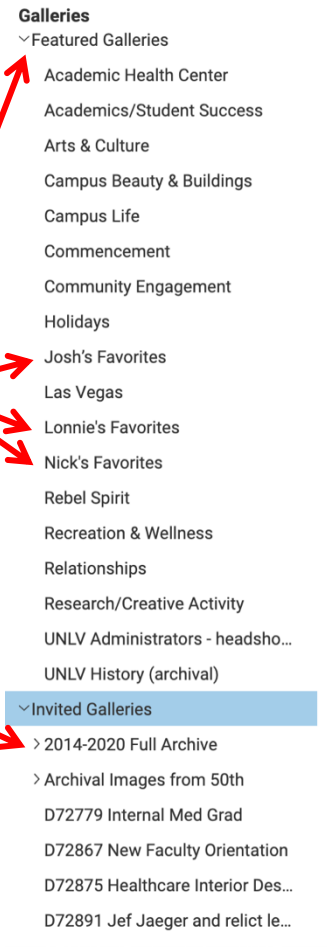 Galleries
Featured Galleries
Academic Health Center
Academics/Student Success
Arts & Culture
Campus Beauty & Buildings
Campus Life
Commencement
Community Engagement
Holidays
Josh’s Favorites
Las Vegas
Lonnie's Favorites
Nick's Favorites
Rebel Spirit
Recreation & Wellness
Relationships
Research/Creative Activity
UNLV Administrators - headsho...
UNLV History (archival)
Invited Galleries
2014-2020 Full Archive
Archival Images from 50th
D72779 Internal Med Grad
D72867 New Faculty Orientation
D72875 Healthcare Interior Des...
D72891 Jef Jaeger and relict le...